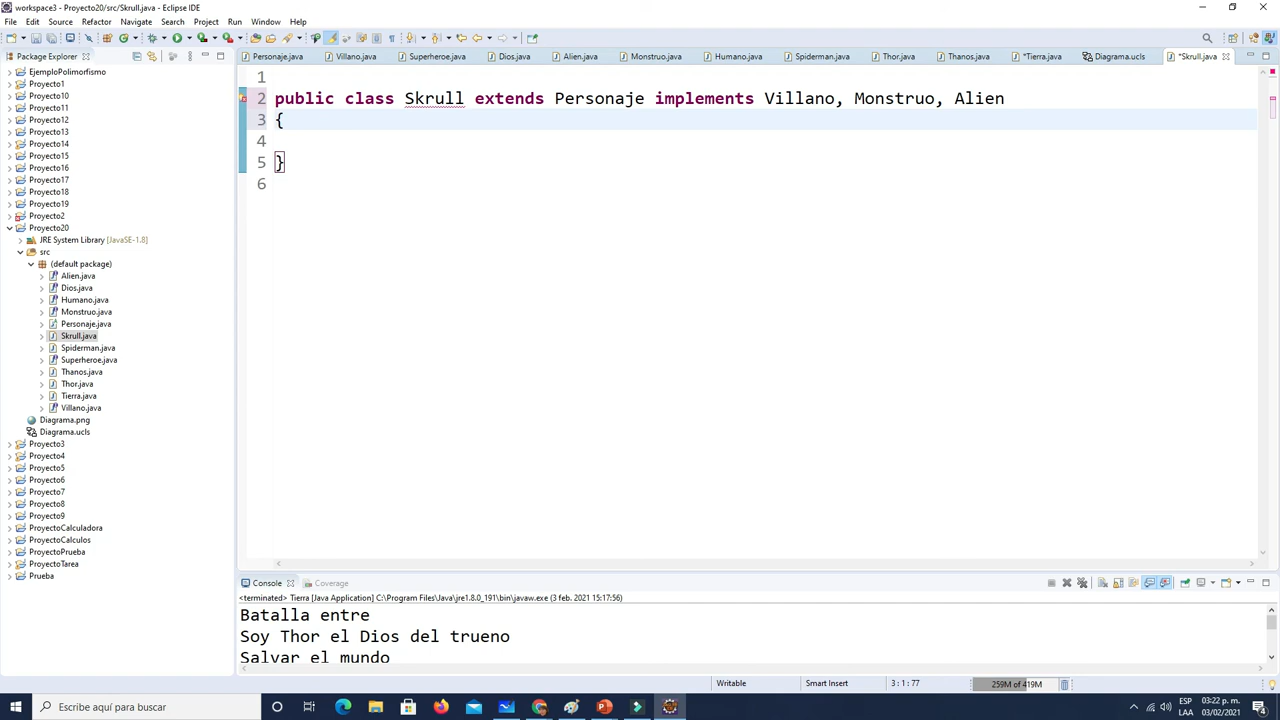 workspace3 - Proyecto20/src/Skrull.java - Eclipse IDE
File Edit Source Refactor Navigate Search Project Run Window Help
Package Explorer
Personaje.java Villano.java Superheroe.java Dios.java Alien.java Monstruo.java Humano.java Spiderman.java Thor.java Thanos.java *Tierra.java Diagrama.ucls *Skrull.java
EjemploPolimorfismo
Proyecto1
Proyecto10
Proyecto11
Proyecto12
Proyecto13
Proyecto14
Proyecto15
Proyecto16
Proyecto17
Proyecto18
Proyecto19
Proyecto2
Proyecto20
JRE System Library [JavaSE-1.8]
src
(default package)
Alien.java
Dios.java
Humano.java
Monstruo.java
Personaje.java
Skrull.java
Spiderman.java
Superheroe.java
Thanos.java
Thor.java
Tierra.java
Villano.java
Diagrama.png
Diagrama.ucls
Proyecto3
Proyecto4
Proyecto5
Proyecto6
Proyecto7
Proyecto8
Proyecto9
ProyectoCalculadora
ProyectoCalculos
ProyectoPrueba
ProyectoTarea
Prueba
1
2 public class Skrull extends Personaje implements Villano, Monstruo, Alien
3 {
4
5 }
6
Console Coverage
<terminated> Tierra [Java Application] C:\Program Files\Java\jre1.8.0_191\bin\javaw.exe (3 feb. 2021 15:17:56)
Batalla entre
Soy Thor el Dios del trueno
Salvar el mundo
Writable Smart Insert 3 : 1 : 77 259M of 419M
Escribe aquí para buscar
ESP
LAA
03:22 p. m.
03/02/2021
4